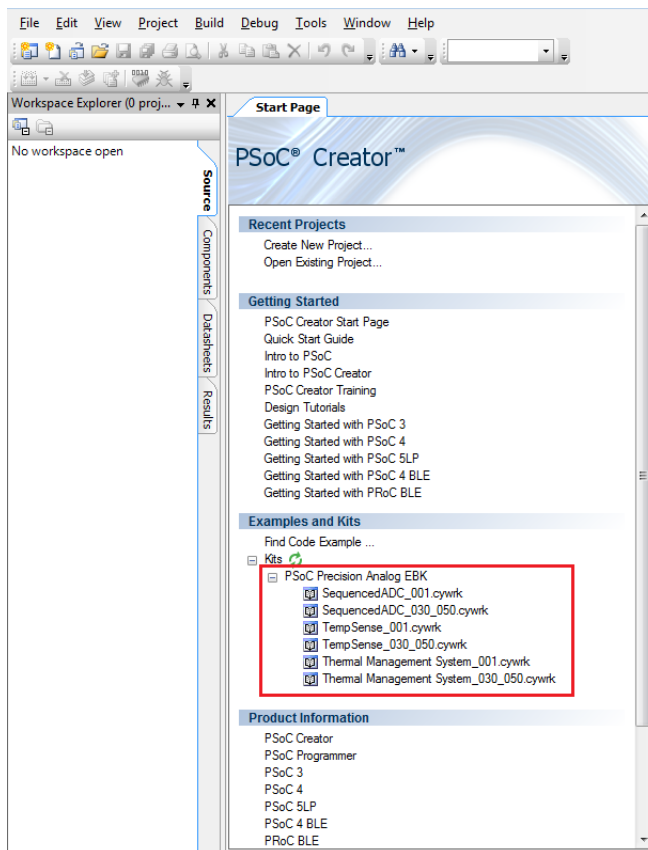 File Edit View Project Build Debug Tools Window Help
Workspace Explorer (0 proj...
No workspace open
Source
Components
Datasheets
Results
Start Page
PSoC® Creator™
Recent Projects
Create New Project...
Open Existing Project...
Getting Started
PSoC Creator Start Page
Quick Start Guide
Intro to PSoC
Intro to PSoC Creator
PSoC Creator Training
Design Tutorials
Getting Started with PSoC 3
Getting Started with PSoC 4
Getting Started with PSoC 5LP
Getting Started with PSoC 4 BLE
Getting Started with PRoC BLE
Examples and Kits
Find Code Example ...
Kits
PSoC Precision Analog EBK
SequencedADC_001.cywrk
SequencedADC_030_050.cywrk
TempSense_001.cywrk
TempSense_030_050.cywrk
Thermal Management System_001.cywrk
Thermal Management System_030_050.cywrk
Product Information
PSoC Creator
PSoC Programmer
PSoC 3
PSoC 4
PSoC 5LP
PSoC 4 BLE
PRoC BLE